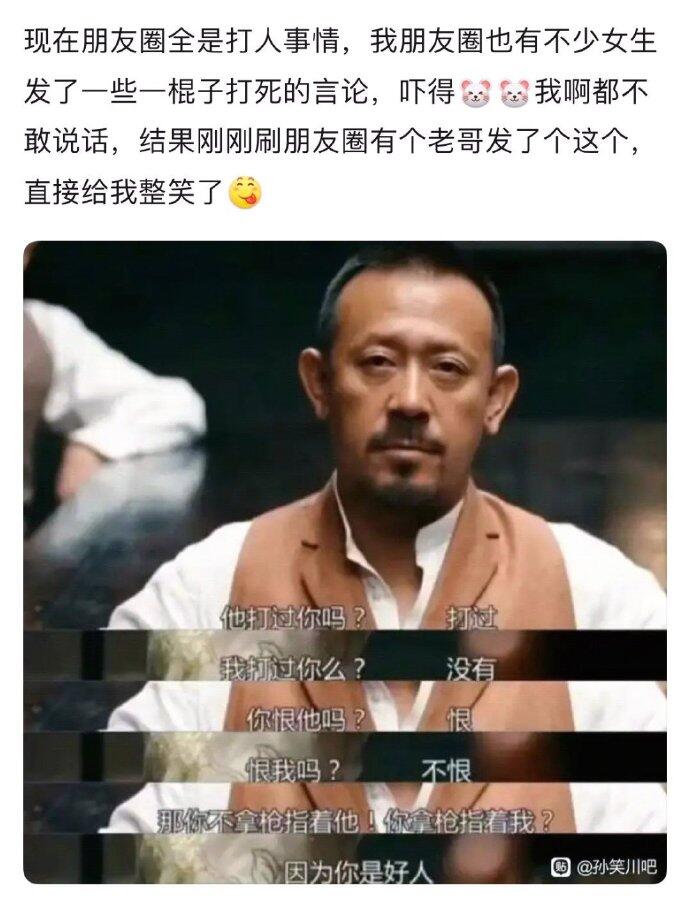 现在朋友圈全是打人事情，我朋友圈也有不少女生
发了一些一棍子打死的言论，吓得🐭🐭我啊都不
敢说话，结果刚刚刷朋友圈有个老哥发了个这个，
直接给我整笑了😋
他打过你吗？ 打过
我打过你么？ 没有
你恨他吗？ 恨
恨我吗？ 不恨
那你不拿枪指着他！你拿枪指着我？
因为你是好人
贴 @孙笑川吧